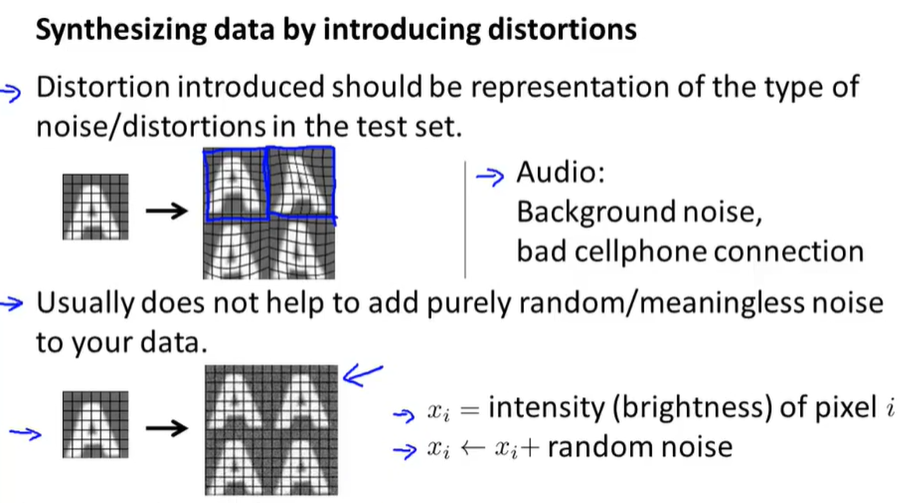 Synthesizing data by introducing distortions
Distortion introduced should be representation of the type of
noise/distortions in the test set.
A
A A
A A
Audio:
Background noise,
bad cellphone connection
Usually does not help to add purely random/meaningless noise
to your data.
A
A A
A A
x_i = intensity (brightness) of pixel i
x_i ← x_i + random noise